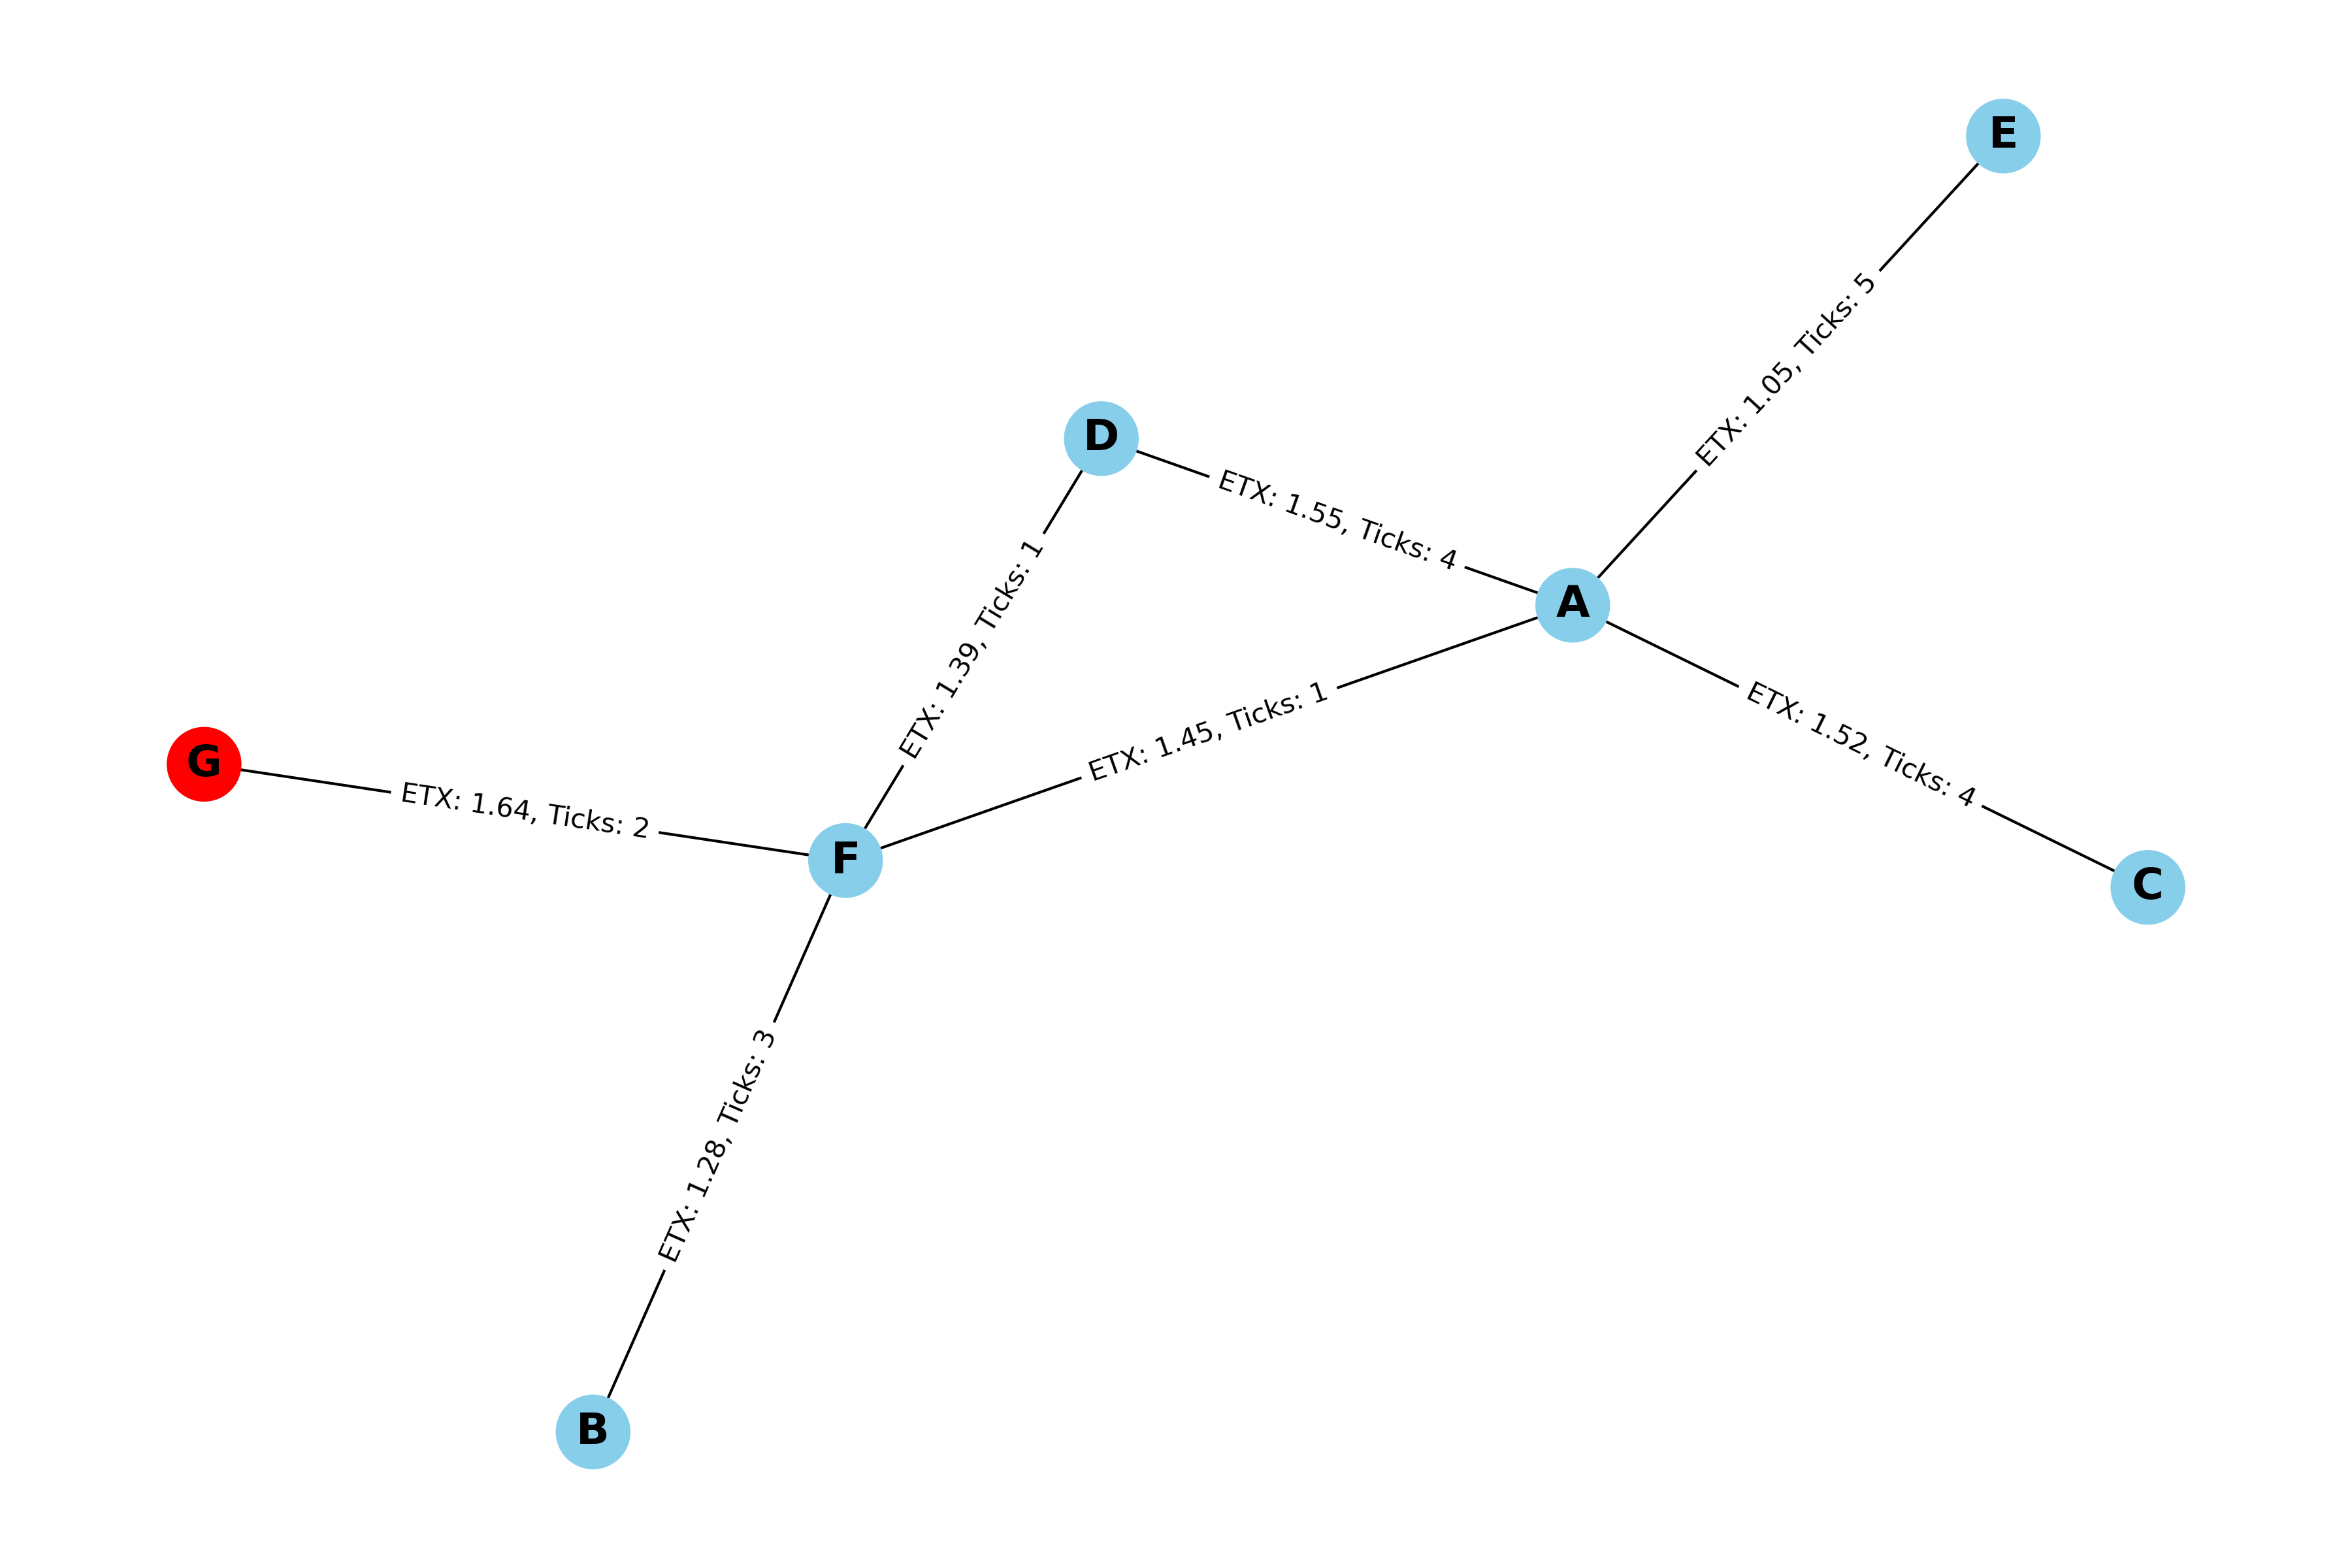 E
ETX: 1.05, Ticks: 5
D
ETX: 1.55, Ticks: 4
A
ETX: 1.39, Ticks: 1
ETX: 1.45, Ticks: 1
ETX: 1.52, Ticks: 4
G
ETX: 1.64, Ticks: 2
F
C
ETX: 1.28, Ticks: 3
B